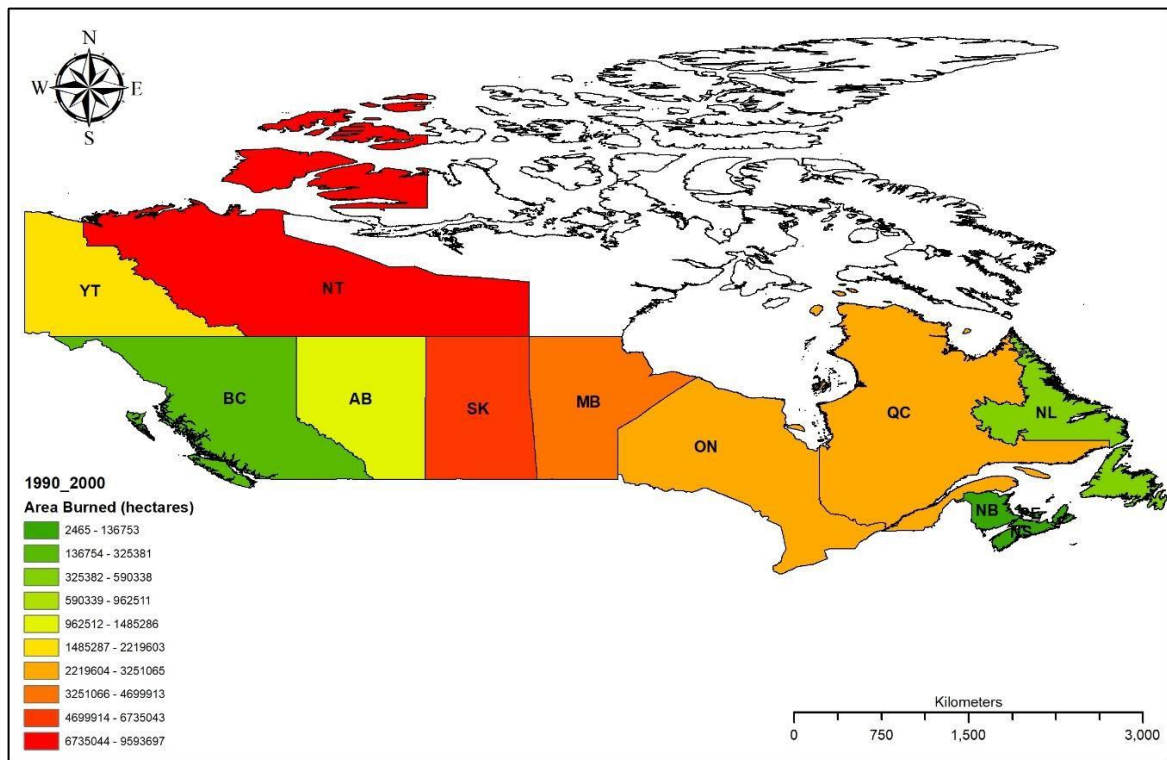 N
W E
S
YT
NT
BC
AB
SK
MB
ON
QC
NL
NB
PE
NS
1990_2000
Area Burned (hectares)
2465 - 136753
136754 - 325381
325382 - 590338
590339 - 962511
962512 - 1485286
1485287 - 2219603
2219604 - 3251065
3251066 - 4699913
4699914 - 6735043
6735044 - 9593697
Kilometers
0 750 1,500 3,000